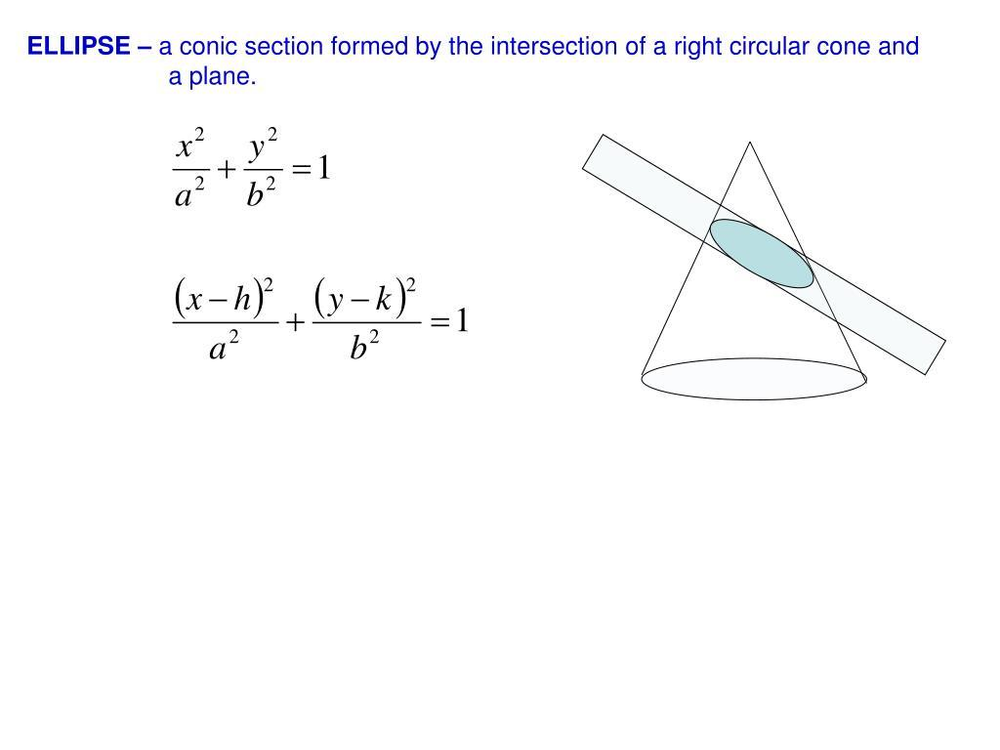 ELLIPSE – a conic section formed by the intersection of a right circular cone and
a plane.
x²/a² + y²/b² = 1
(x − h)²/a² + (y − k)²/b² = 1